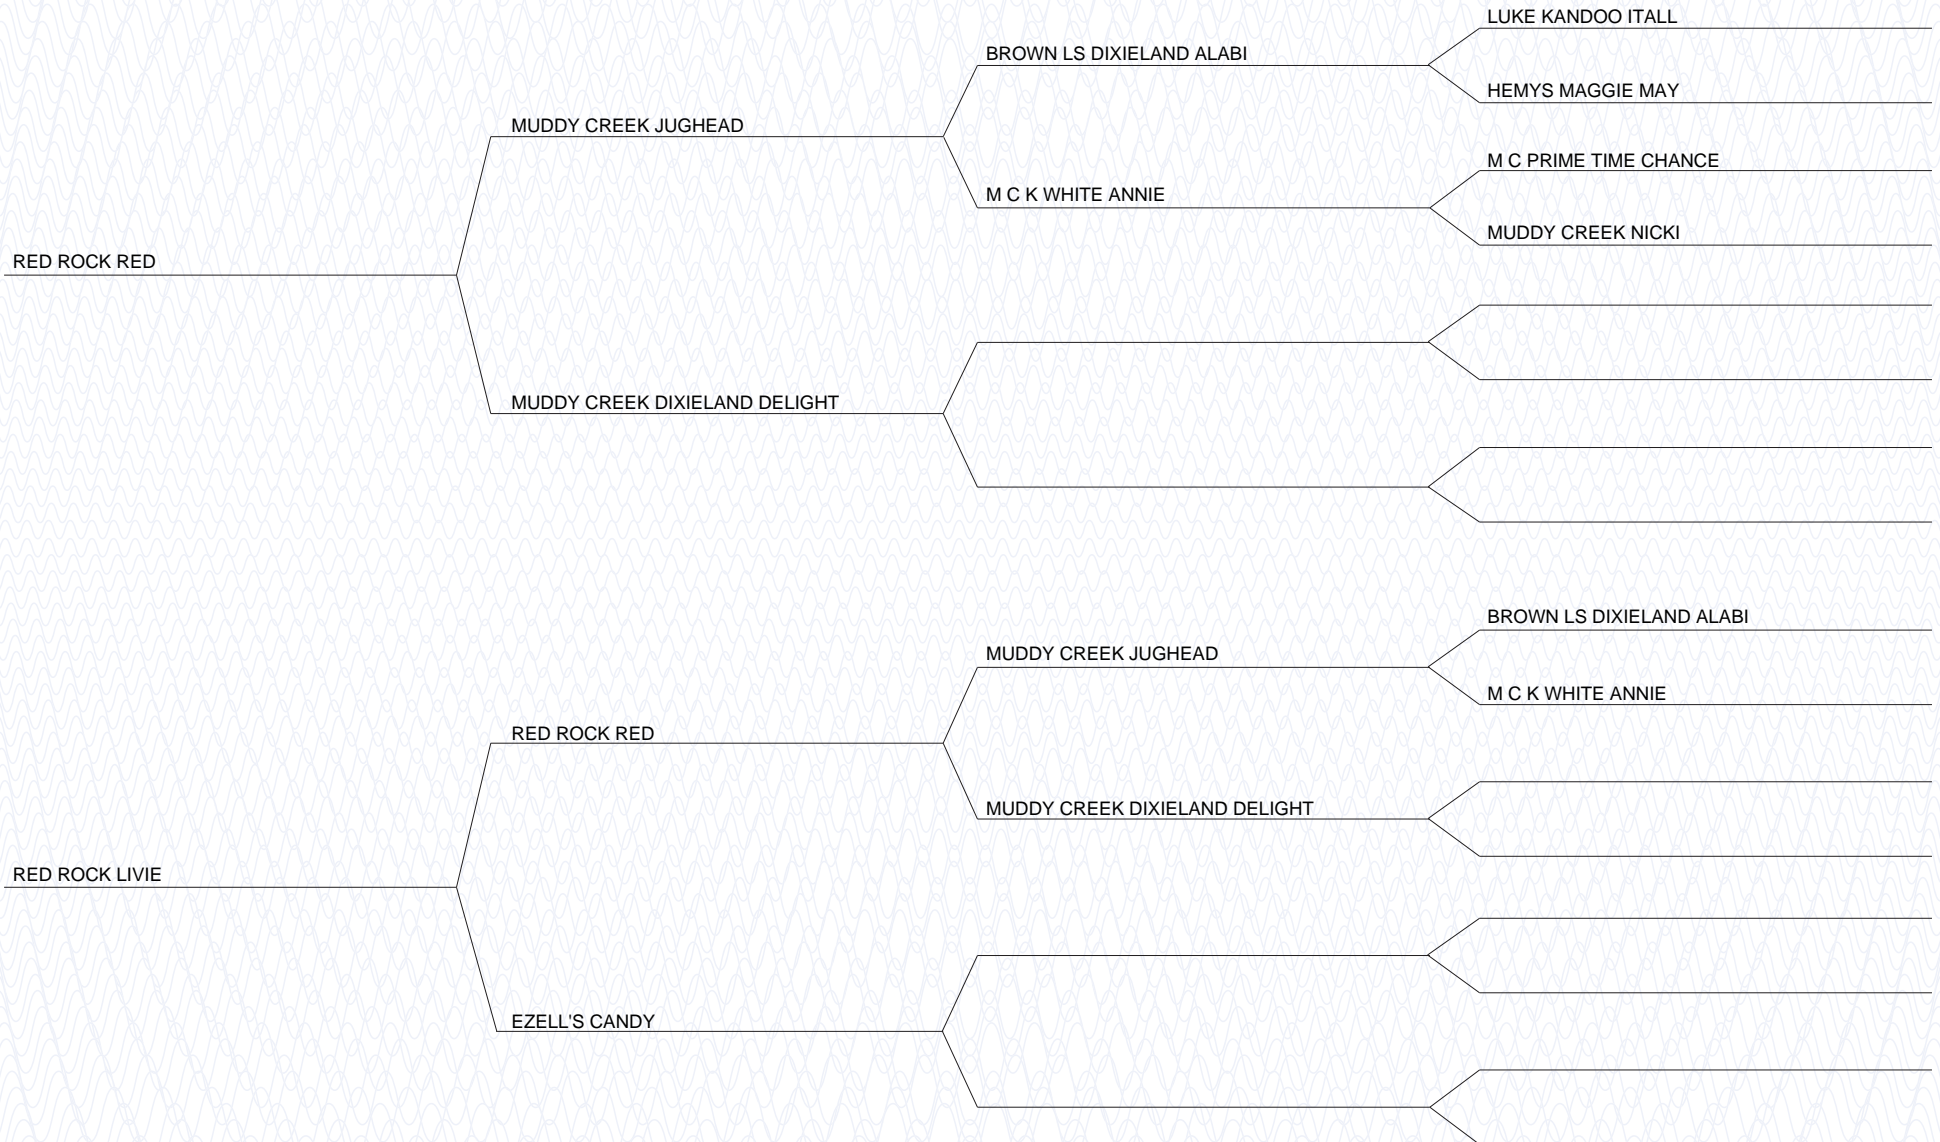 LUKE KANDOO ITALL
BROWN LS DIXIELAND ALABI
HEMYS MAGGIE MAY
MUDDY CREEK JUGHEAD
M C PRIME TIME CHANCE
M C K WHITE ANNIE
MUDDY CREEK NICKI
RED ROCK RED
MUDDY CREEK DIXIELAND DELIGHT
BROWN LS DIXIELAND ALABI
MUDDY CREEK JUGHEAD
M C K WHITE ANNIE
RED ROCK RED
MUDDY CREEK DIXIELAND DELIGHT
RED ROCK LIVIE
EZELL'S CANDY